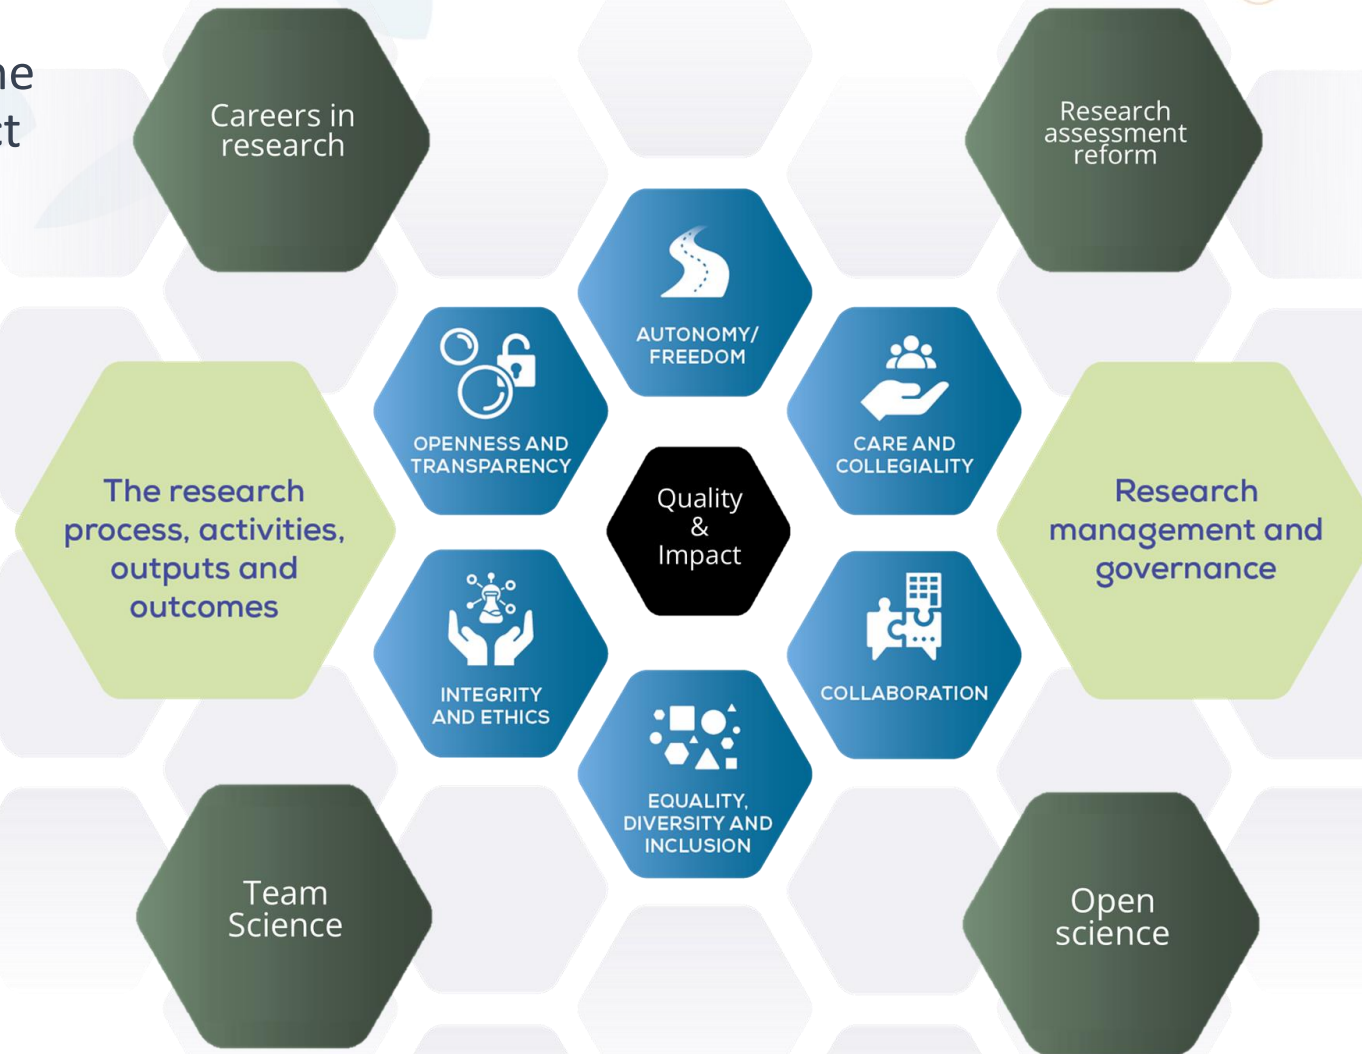 Careers in
research
Research
assessment
reform
AUTONOMY/
FREEDOM
OPENNESS AND
TRANSPARENCY
CARE AND
COLLEGIALITY
The research
process, activities,
outputs and
outcomes
Quality
&
Impact
Research
management and
governance
INTEGRITY
AND ETHICS
COLLABORATION
EQUALITY,
DIVERSITY AND
INCLUSION
Team
Science
Open
science